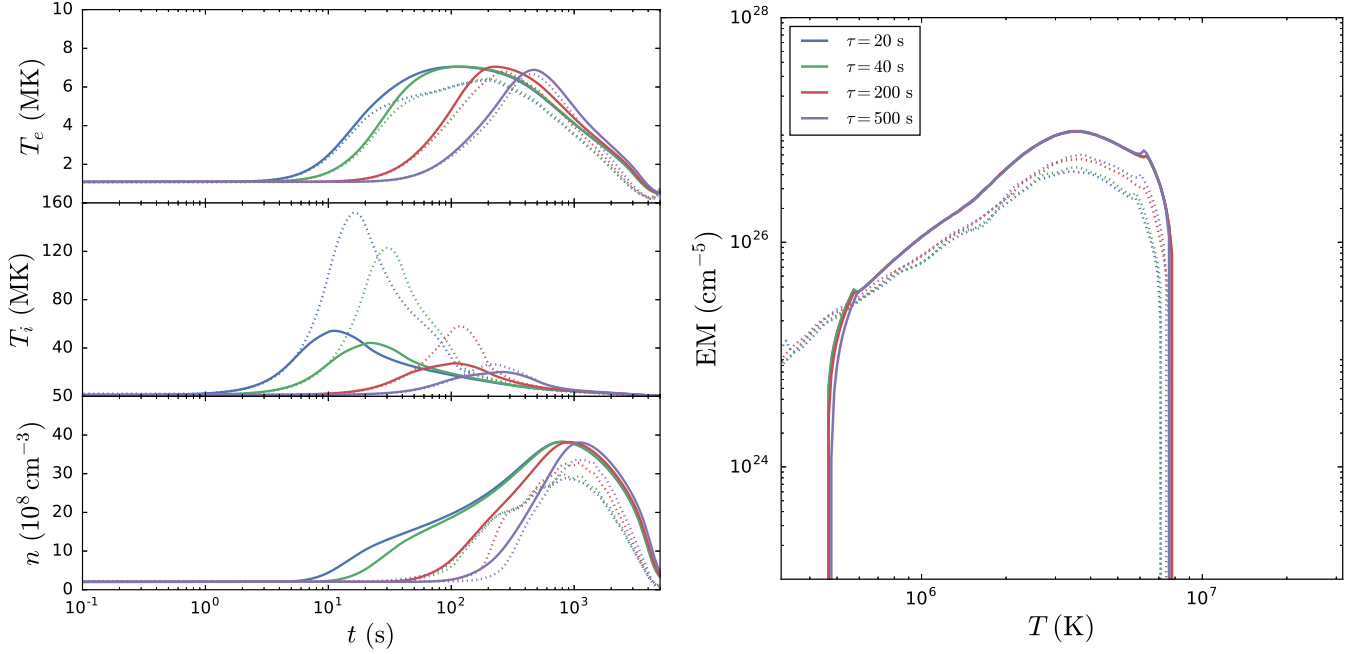 T_e (MK)
8
6
4
2
10
T_i (MK)
160
120
80
40
50
n (10^8 cm^-3)
40
30
20
10
0
10^-1
10^0
10^1
10^2
10^3
t (s)
EM (cm^-5)
10^28
10^26
10^24
τ = 20 s
τ = 40 s
τ = 200 s
τ = 500 s
10^6
10^7
T (K)